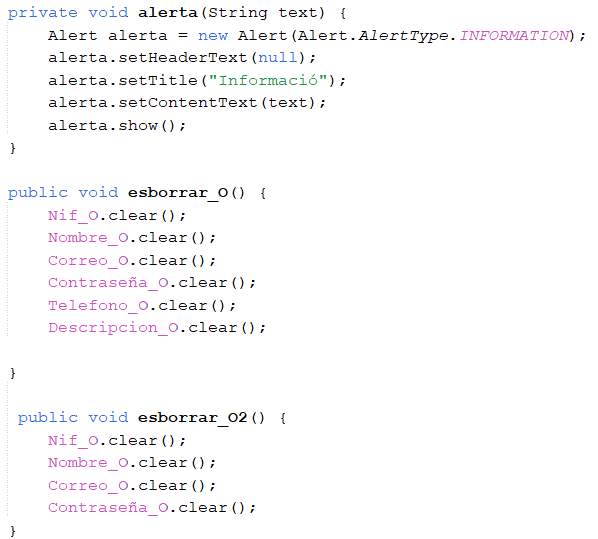 private void alerta(String text) {
    Alert alerta = new Alert(Alert.AlertType.INFORMATION);
    alerta.setHeaderText(null);
    alerta.setTitle("Informació");
    alerta.setContentText(text);
    alerta.show();
}

public void esborrar_O() {
    Nif_O.clear();
    Nombre_O.clear();
    Correo_O.clear();
    Contraseña_O.clear();
    Telefono_O.clear();
    Descripcion_O.clear();

}

 public void esborrar_O2() {
    Nif_O.clear();
    Nombre_O.clear();
    Correo_O.clear();
    Contraseña_O.clear();
}